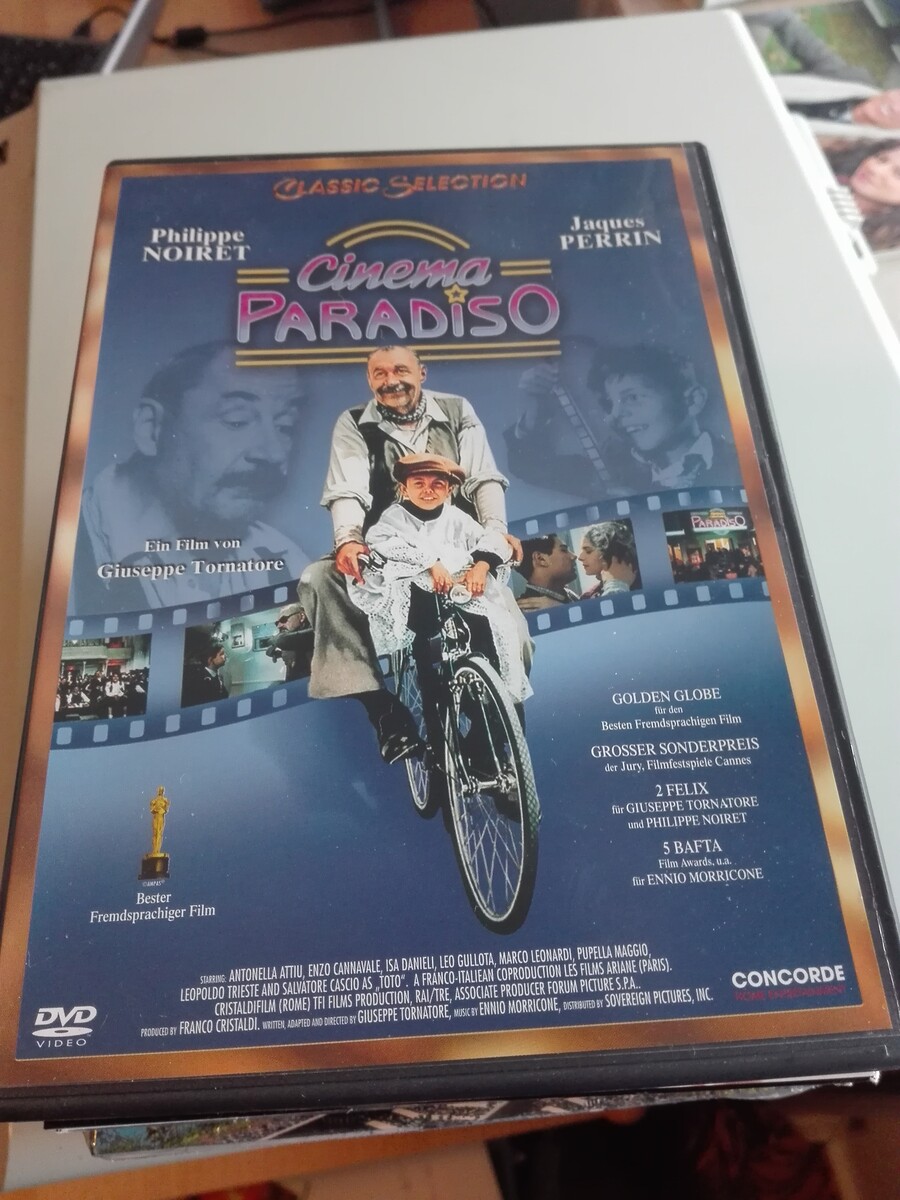 CLASSIC SELECTION
Philippe
NOIRET
Jaques
PERRIN
Cinema
PARADISO
Ein Film von
Giuseppe Tornatore
PARADISO
GOLDEN GLOBE
für den
Besten Fremdsprachigen Film
GROSSER SONDERPREIS
der Jury, Filmfestspiele Cannes
2 FELIX
für GIUSEPPE TORNATORE
und PHILIPPE NOIRET
5 BAFTA
Film Awards, u.a.
für ENNIO MORRICONE
©AMPAS
Bester
Fremdsprachiger Film
STARRING: ANTONELLA ATTIU, ENZO CANNAVALE, ISA DANIELI, LEO GULLOTA, MARCO LEONARDI, PUPELLA MAGGIO,
LEOPOLDO TRIESTE AND SALVATORE CASCIO AS „TOTO“. A FRANCO-ITALIEAN COPRODUCTION LES FILMS ARIANE (PARIS).
CRISTALDIFILM (ROME) TFI FILMS PRODUCTION, RAI/TRE, ASSOCIATE PRODUCER FORUM PICTURE S.P.A..
PRODUCED BY FRANCO CRISTALDI. WRITTEN, ADAPTED AND DIRECTED BY GIUSEPPE TORNATORE, MUSIC BY ENNIO MORRICONE, DISTRIBUTED BY SOVEREIGN PICTURES, INC.
DVD
VIDEO
CONCORDE
HOME ENTERTAINMENT